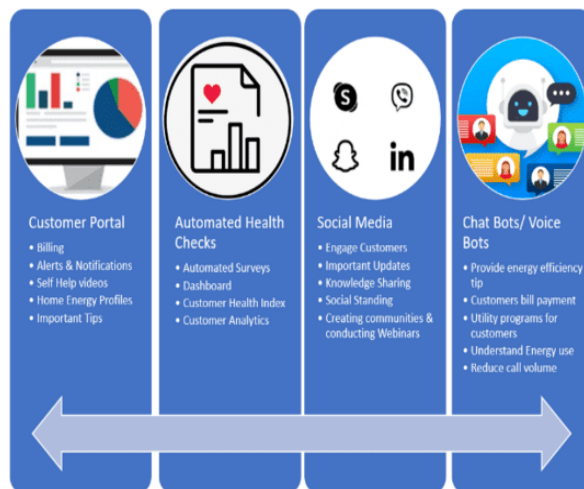 Customer Portal
• Billing
• Alerts & Notifications
• Self Help videos
• Home Energy Profiles
• Important Tips
Automated Health
Checks
• Automated Surveys
• Dashboard
• Customer Health Index
• Customer Analytics
S
in
Social Media
• Engage Customers
• Important Updates
• Knowledge Sharing
• Social Standing
• Creating communities &
conducting Webinars
Chat Bots/ Voice
Bots
• Provide energy efficiency
tip
• Customers bill payment
• Utility programs for
customers
• Understand Energy use
• Reduce call volume